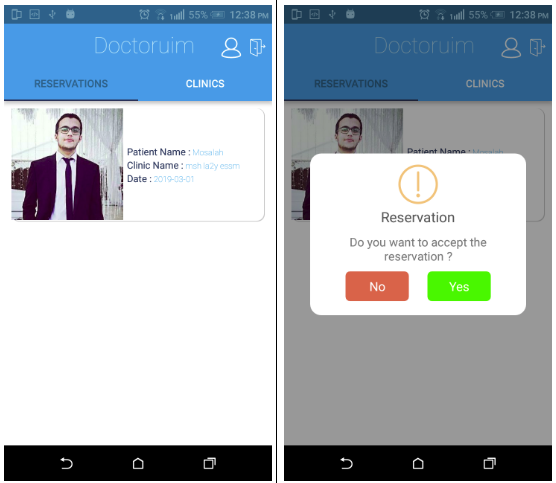 55% 12:38 PM
Doctoruim
RESERVATIONS CLINICS
Patient Name : Mosalah
Clinic Name : msh la2y essm
Date : 2019-03-01
55% 12:38 PM
Doctoruim
RESERVATIONS CLINICS
Patient Name : Mosalah
Reservation
Do you want to accept the
reservation ?
No Yes